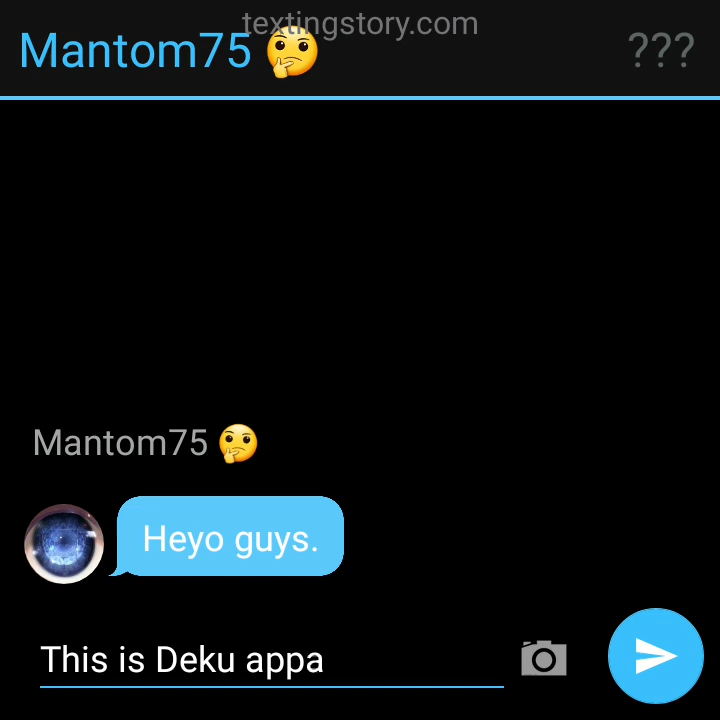 textingstory.com
Mantom75 🤔 ???
Mantom75 🤔
Heyo guys.
This is Deku appa